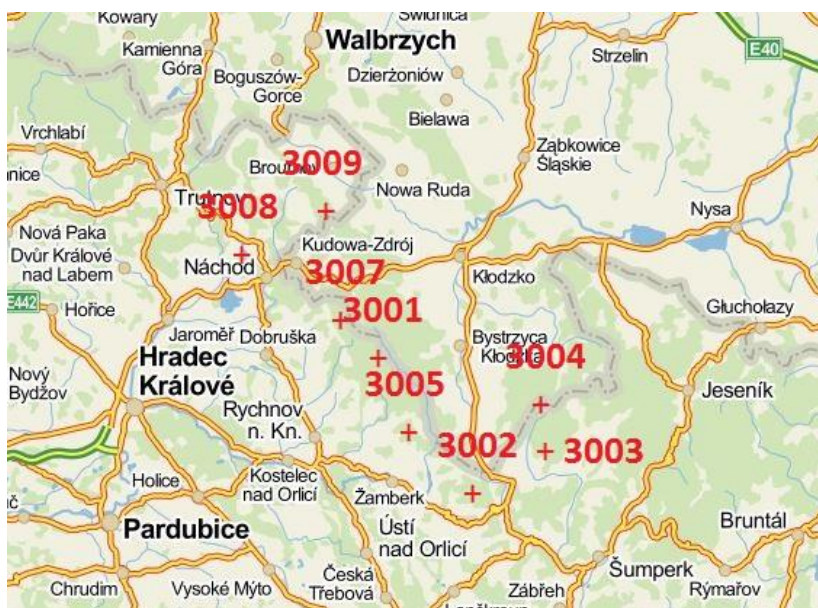 Kowary
Świdnica
Kamienna
Góra
Wałbrzych
Strzelin
E40
Boguszów-
Gorce
Dzierżoniów
Bielawa
Vrchlabí
Ząbkowice
Śląskie
3009
Nowa Ruda
Trutnov
3008
Nysa
Nová Paka
Dvůr Králové
nad Labem
Kudowa-Zdrój
Náchod
3007
Kłodzko
E442
Hořice
3001
Głuchołazy
Jaroměř
Dobruška
Bystrzyca
Kłodzka
3004
Hradec
Králové
Nový
Bydžov
3005
Jeseník
Rychnov
n. Kn.
3002
3003
Holice
Kostelec
nad Orlicí
Žamberk
Pardubice
Ústí
nad Orlicí
Bruntál
Chrudim
Vysoké Mýto
Česká
Třebová
Šumperk
Zábřeh
Rýmařov